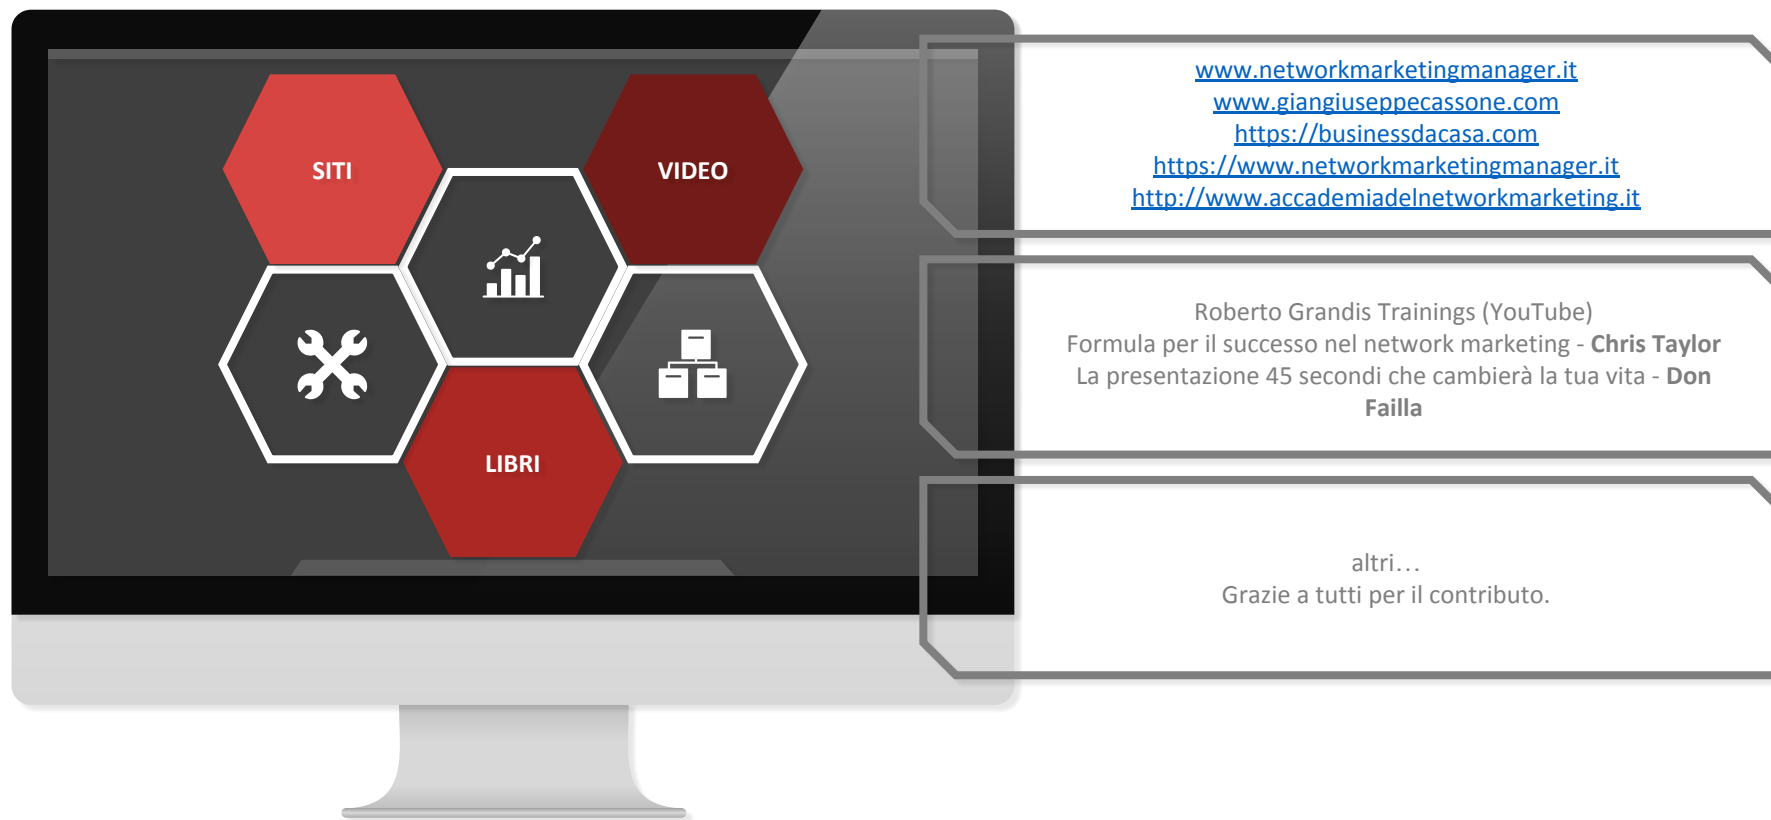 SITI
VIDEO
LIBRI
www.networkmarketingmanager.it
www.giangiuseppecassone.com
https://businessdacasa.com
https://www.networkmarketingmanager.it
http://www.accademiadelnetworkmarketing.it
Roberto Grandis Trainings (YouTube)
Formula per il successo nel network marketing - Chris Taylor
La presentazione 45 secondi che cambierà la tua vita - Don
Failla
altri...
Grazie a tutti per il contributo.